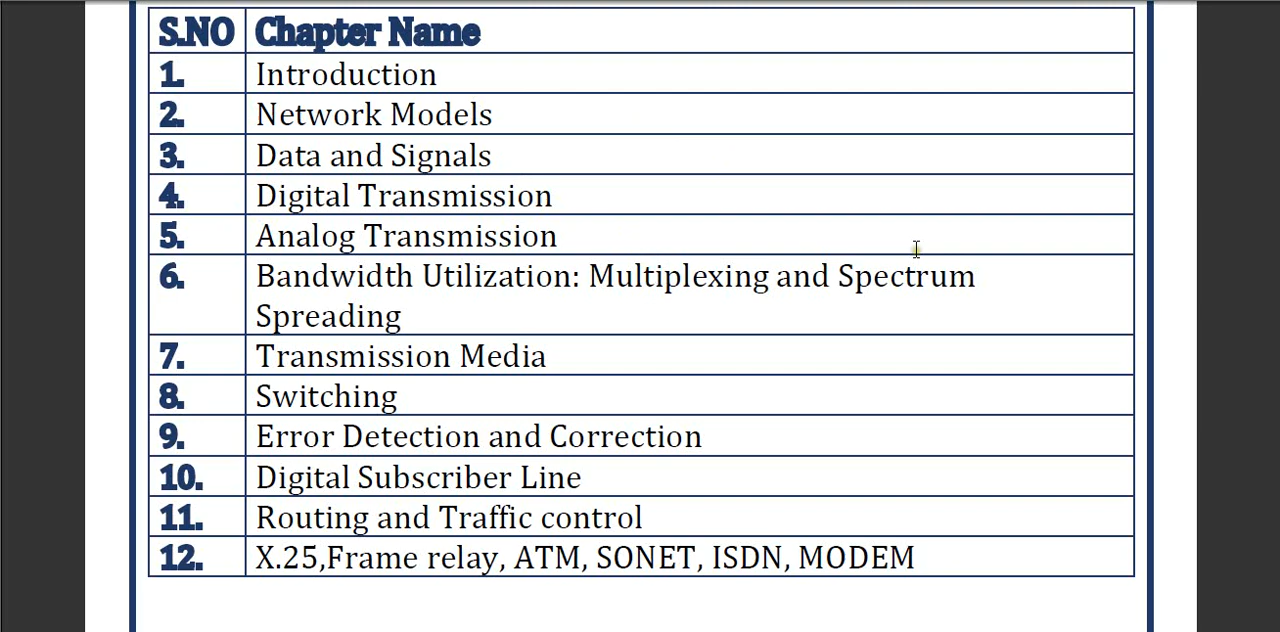 S.NO Chapter Name
1. Introduction
2. Network Models
3. Data and Signals
4. Digital Transmission
5. Analog Transmission
6. Bandwidth Utilization: Multiplexing and Spectrum
Spreading
7. Transmission Media
8. Switching
9. Error Detection and Correction
10. Digital Subscriber Line
11. Routing and Traffic control
12. X.25,Frame relay, ATM, SONET, ISDN, MODEM